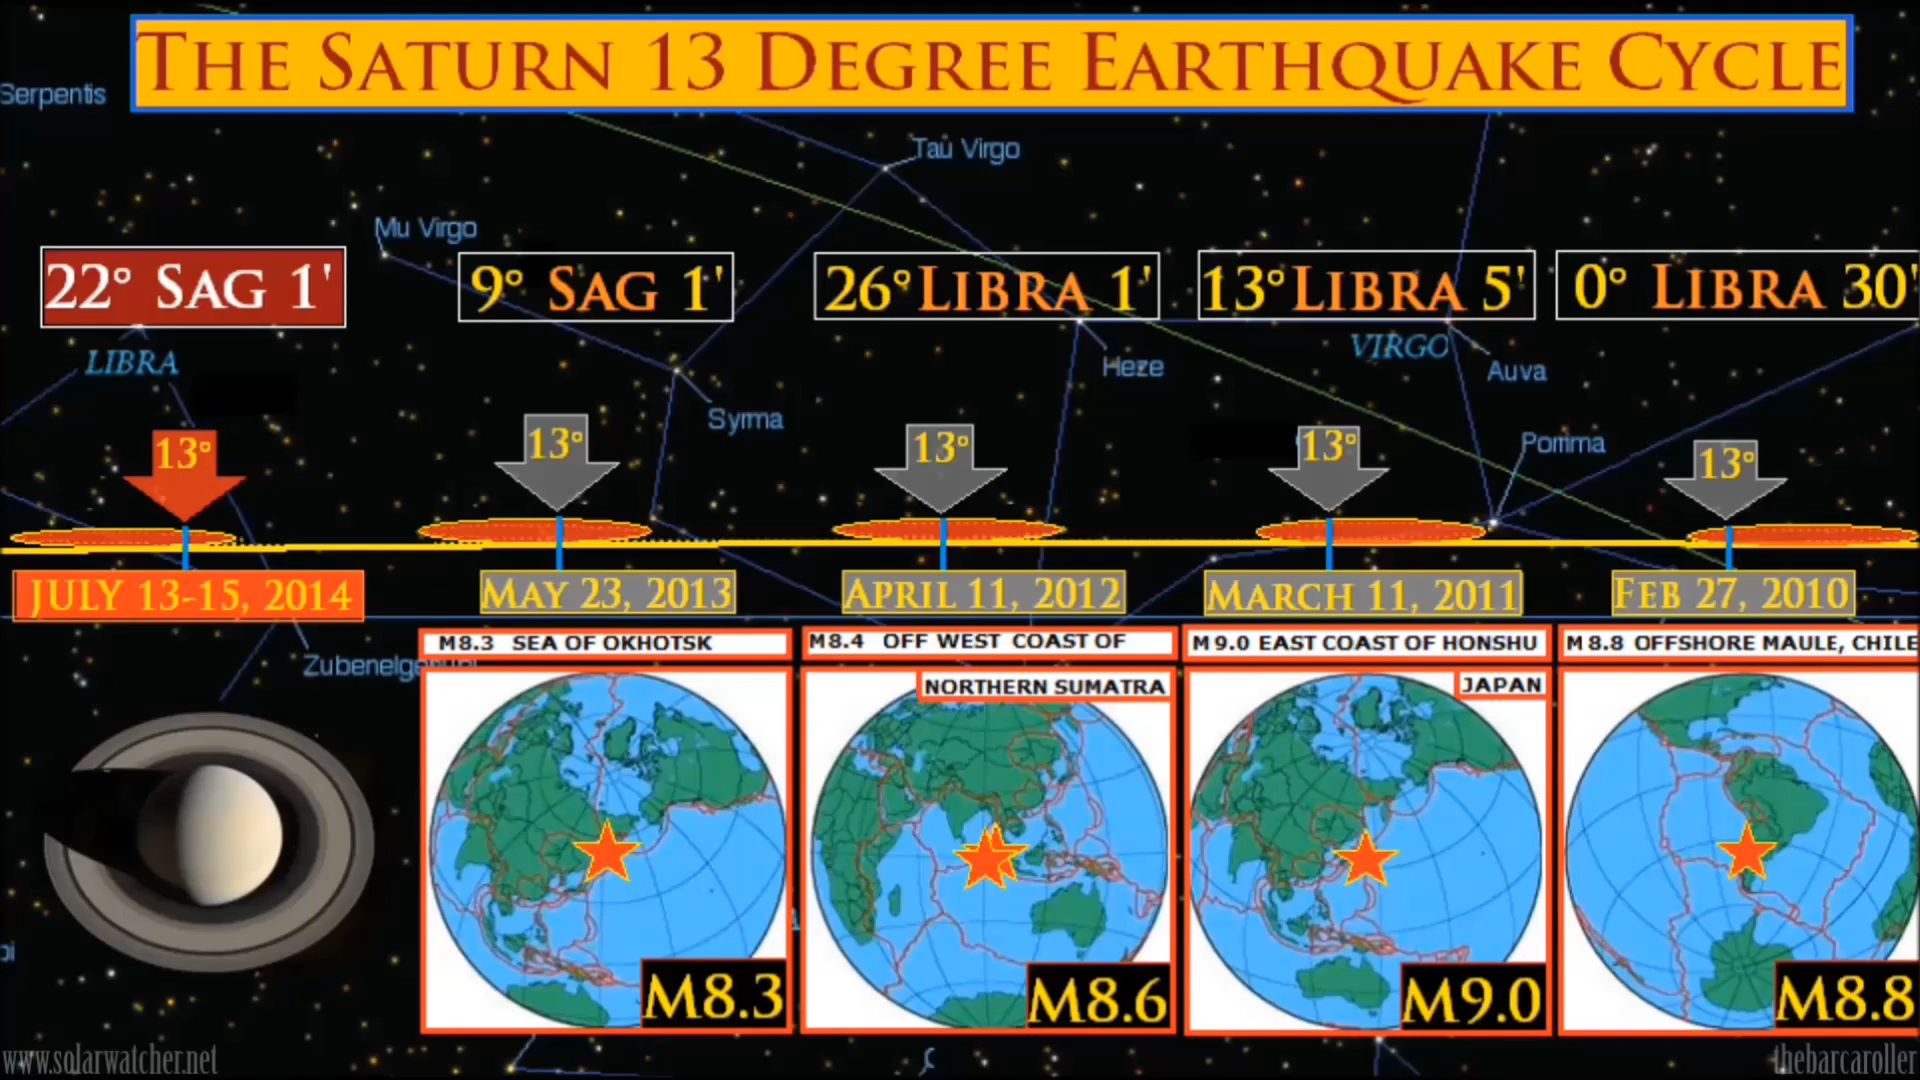 THE SATURN 13 DEGREE EARTHQUAKE CYCLE
Serpentis
Tau Virgo
Mu Virgo
22° SAG 1'
9° SAG 1'
26° LIBRA 1'
13° LIBRA 5'
0° LIBRA 30'
LIBRA
VIRGO
Heze
Auva
Syrma
Porrima
13°
13°
13°
13°
13°
JULY 13-15, 2014
MAY 23, 2013
APRIL 11, 2012
MARCH 11, 2011
FEB 27, 2010
M8.3 SEA OF OKHOTSK
M8.4 OFF WEST COAST OF
NORTHERN SUMATRA
M9.0 EAST COAST OF HONSHU
JAPAN
M8.8 OFFSHORE MAULE, CHILE
M8.3
M8.6
M9.0
M8.8
www.solarwatcher.net
thebarcaroller